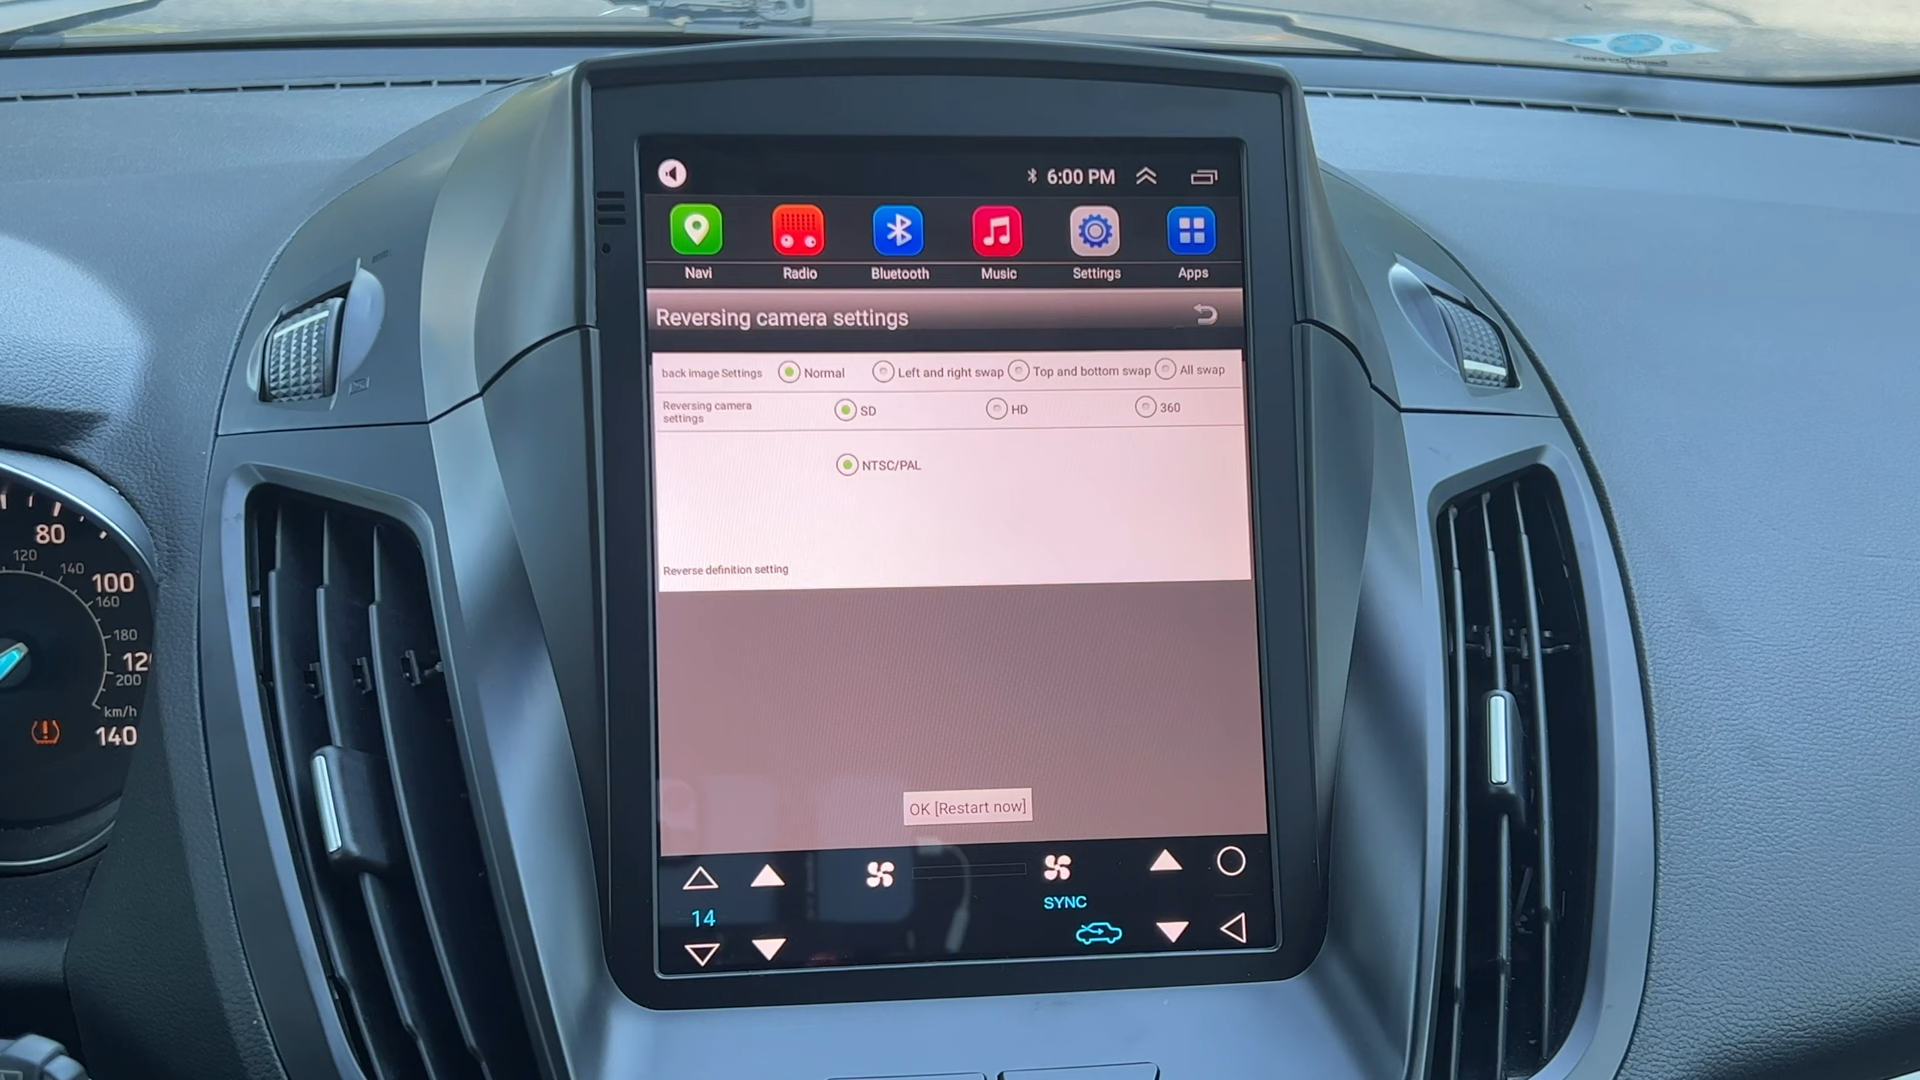 6:00 PM
Navi Radio Bluetooth Music Settings Apps
Reversing camera settings
back image Settings Normal Left and right swap Top and bottom swap All swap
Reversing camera settings SD HD 360
NTSC/PAL
Reverse definition setting
OK [Restart now]
SYNC
14
80
120
140
100
160
180
12
200
km/h
140